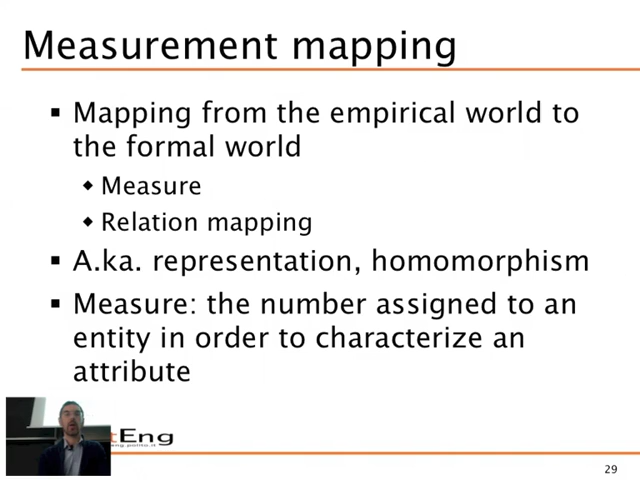 Measurement mapping
Mapping from the empirical world to
the formal world
Measure
Relation mapping
A.ka. representation, homomorphism
Measure: the number assigned to an
entity in order to characterize an
attribute
tEng
29